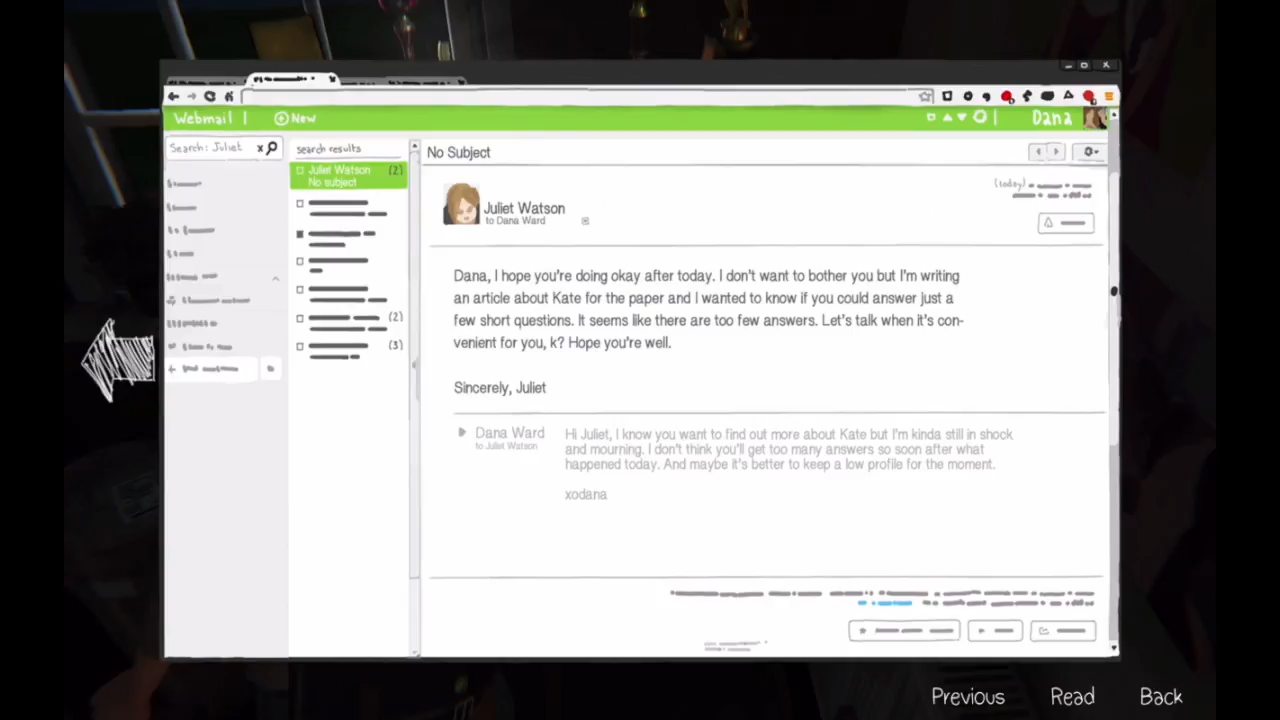 Webmail |
New
Dana
Search: Juliet x
search results
Juliet Watson (2)
No subject
(2)
(3)
No Subject
Juliet Watson
to Dana Ward
(today)
Dana, I hope you're doing okay after today. I don't want to bother you but I'm writing
an article about Kate for the paper and I wanted to know if you could answer just a
few short questions. It seems like there are too few answers. Let's talk when it's con-
venient for you, k? Hope you're well.
Sincerely, Juliet
Dana Ward
to Juliet Watson
Hi Juliet, I know you want to find out more about Kate but I'm kinda still in shock
and mourning. I don't think you'll get too many answers so soon after what
happened today. And maybe it's better to keep a low profile for the moment.
xodana
Previous
Read
Back